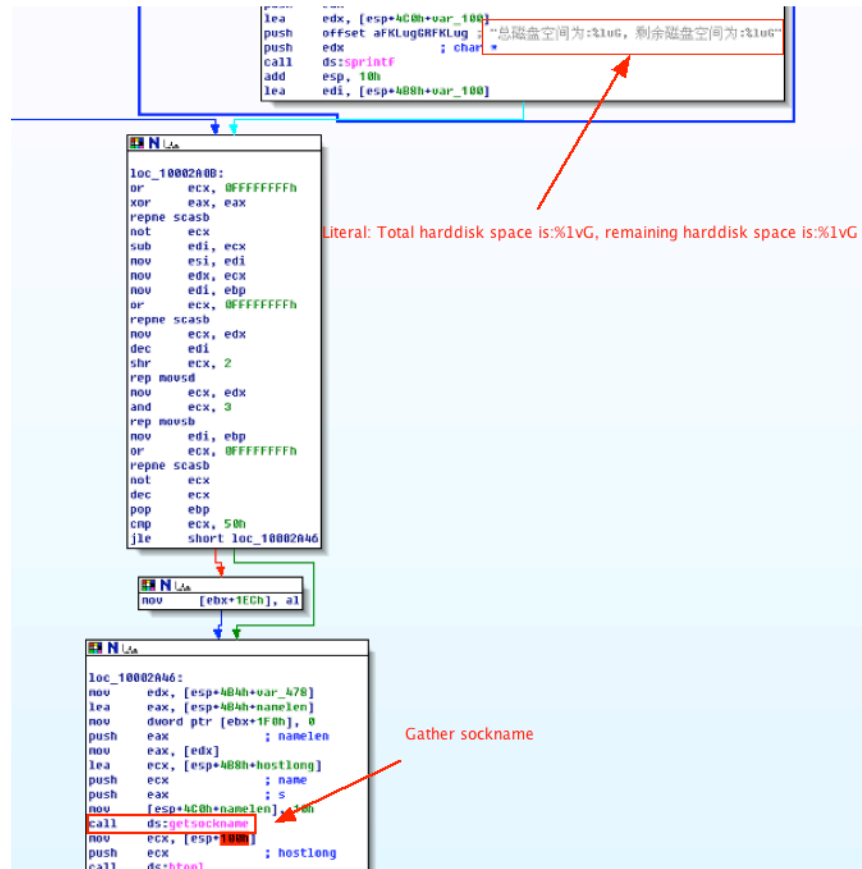 lea edx, [esp+4C0h+var_100]
push offset aFKLugGRFKLug ; "总磁盘空间为:%luG, 剩余磁盘空间为:%luG"
push edx ; char *
call ds:sprintf
add esp, 10h
lea edi, [esp+4B8h+var_100]
N
loc_10002A0B:
or ecx, 0FFFFFFFFh
xor eax, eax
repne scasb
not ecx
Literal: Total harddisk space is:%1vG, remaining harddisk space is:%1vG
sub edi, ecx
mov esi, edi
mov edx, ecx
mov edi, ebp
or ecx, 0FFFFFFFFh
repne scasb
mov ecx, edx
dec edi
shr ecx, 2
rep movsd
mov ecx, edx
and ecx, 3
rep movsb
mov edi, ebp
or ecx, 0FFFFFFFFh
repne scasb
not ecx
dec ecx
pop ebp
cmp ecx, 50h
jle short loc_10002A46
N
mov [ebx+1ECh], al
N
loc_10002A46:
mov edx, [esp+4B4h+var_478]
lea eax, [esp+4B4h+namelen]
mov dword ptr [ebx+1F0h], 0
push eax ; namelen
Gather sockname
mov eax, [edx]
lea ecx, [esp+4B8h+hostlong]
push ecx ; name
push eax ; s
mov [esp+4C0h+namelen], 10h
call ds:getsockname
mov ecx, [esp+100h]
push ecx ; hostlong
call ds:htonl